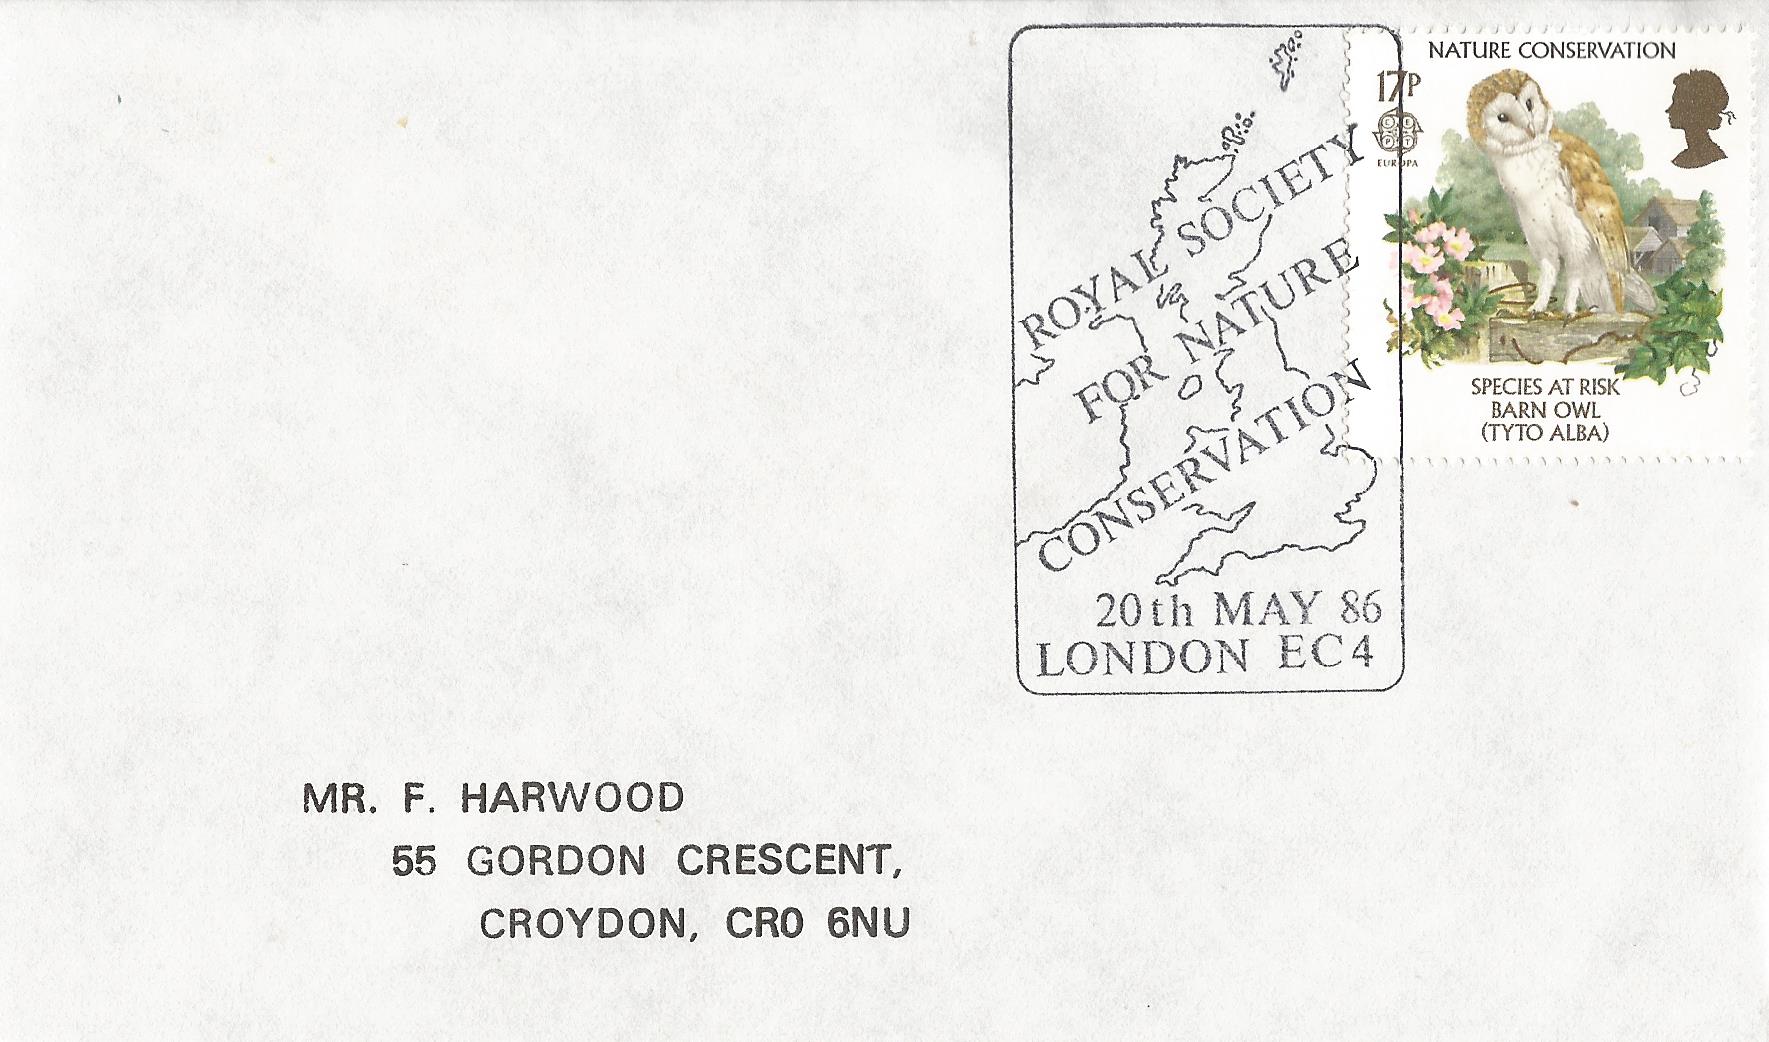 NATURE CONSERVATION
17P
CEPT
EUROPA
SPECIES AT RISK
BARN OWL
(TYTO ALBA)
ROYAL SOCIETY
FOR NATURE
CONSERVATION
20th MAY 86
LONDON EC4
MR. F. HARWOOD
55 GORDON CRESCENT,
CROYDON, CR0 6NU